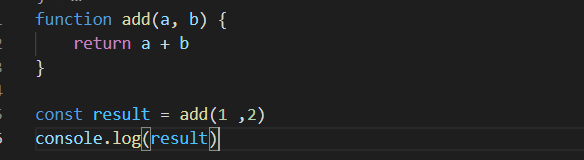 function add(a, b) {
    return a + b
}

const result = add(1 ,2)
console.log(result)